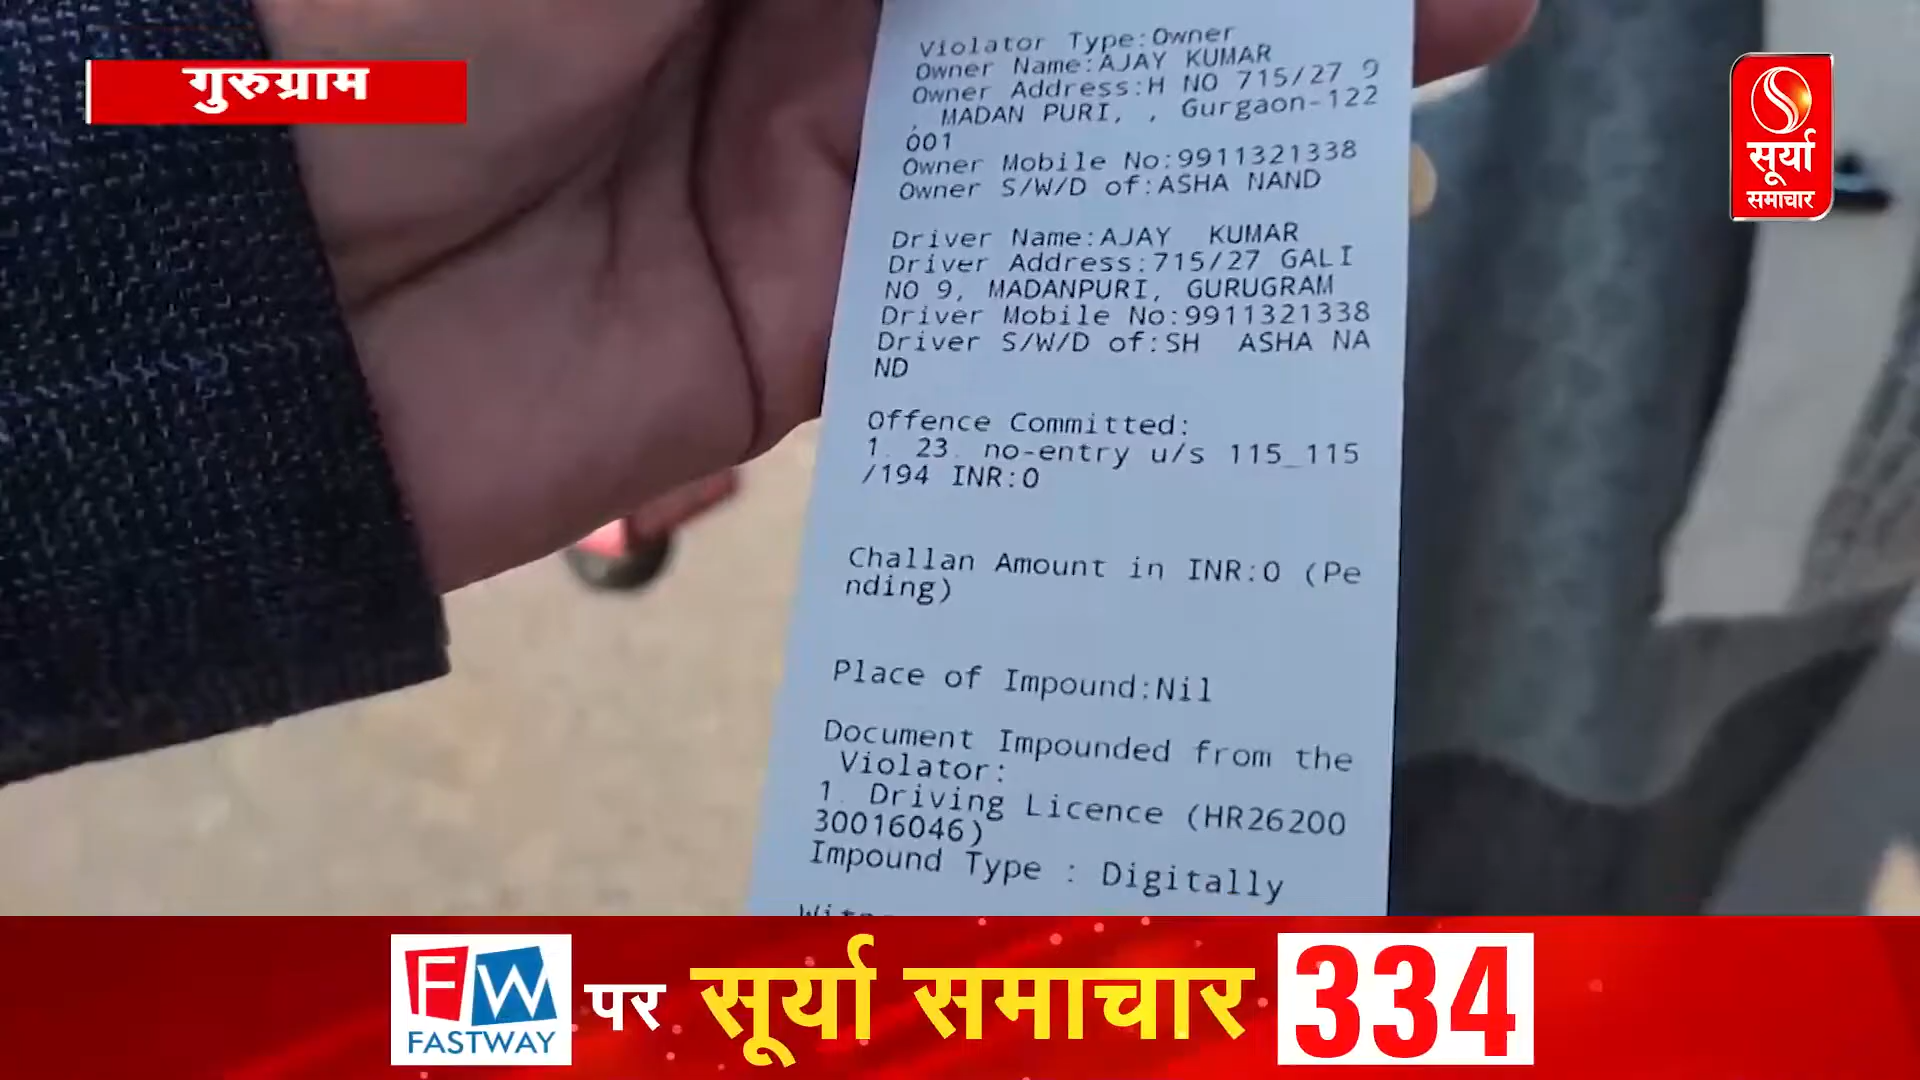 गुरुग्राम
सूर्या
समाचार
Violator Type:Owner
Owner Name:AJAY KUMAR
Owner Address:H NO 715/27 9
, MADAN PURI, , Gurgaon-122
001
Owner Mobile No:9911321338
Owner S/W/D of:ASHA NAND
Driver Name:AJAY KUMAR
Driver Address:715/27 GALI
NO 9, MADANPURI, GURUGRAM
Driver Mobile No:9911321338
Driver S/W/D of:SH ASHA NA
ND
Offence Committed:
1. 23. no-entry u/s 115_115
/194 INR:0
Challan Amount in INR:0 (Pe
nding)
Place of Impound:Nil
Document Impounded from the
Violator:
1. Driving Licence (HR26200
30016046)
Impound Type : Digitally
FW
FASTWAY
पर सूर्या समाचार 334